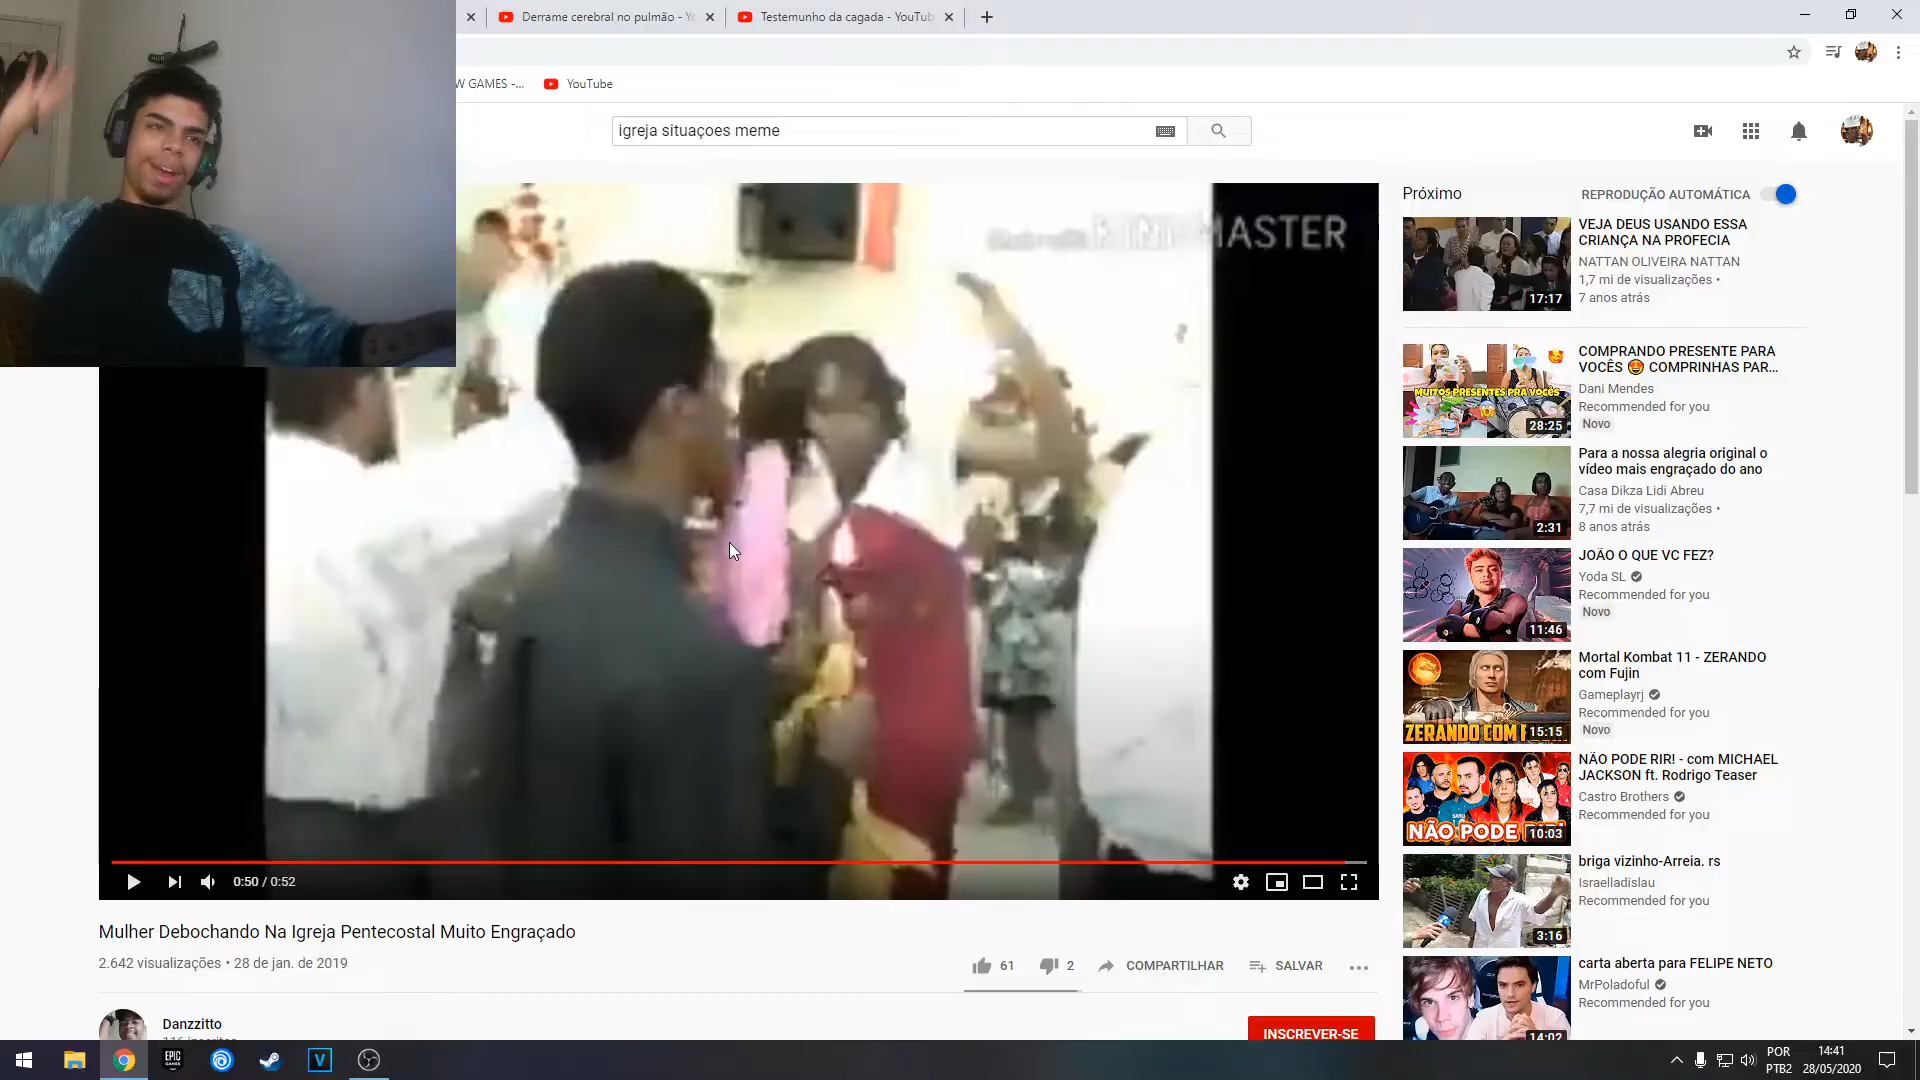 Derrame cerebral no pulmão - Yo
Testemunho da cagada - YouTub
W GAMES -...
YouTube
igreja situaçoes meme
MASTER
Próximo
REPRODUÇÃO AUTOMÁTICA
VEJA DEUS USANDO ESSA
CRIANÇA NA PROFECIA
NATTAN OLIVEIRA NATTAN
1,7 mi de visualizações •
7 anos atrás
17:17
COMPRANDO PRESENTE PARA
VOCÊS 🤩 COMPRINHAS PAR...
Dani Mendes
Recommended for you
Novo
MUITOS PRESENTES PRA VOCÊS
28:25
Para a nossa alegria original o
vídeo mais engraçado do ano
Casa Dikza Lidi Abreu
7,7 mi de visualizações •
8 anos atrás
2:31
JOÃO O QUE VC FEZ?
Yoda SL
Recommended for you
Novo
11:46
Mortal Kombat 11 - ZERANDO
com Fujin
Gameplayrj
Recommended for you
Novo
ZERANDO COM
15:15
NÃO PODE RIR! - com MICHAEL
JACKSON ft. Rodrigo Teaser
Castro Brothers
Recommended for you
NÃO PODE
10:03
briga vizinho-Arreia. rs
Israelladislau
Recommended for you
3:16
carta aberta para FELIPE NETO
MrPoladoful
Recommended for you
14:02
0:50 / 0:52
Mulher Debochando Na Igreja Pentecostal Muito Engraçado
2.642 visualizações • 28 de jan. de 2019
61
2
COMPARTILHAR
SALVAR
Danzzitto
116 inscritos
INSCREVER-SE
EPIC
GAMES
V
POR
PTB2
14:41
28/05/2020